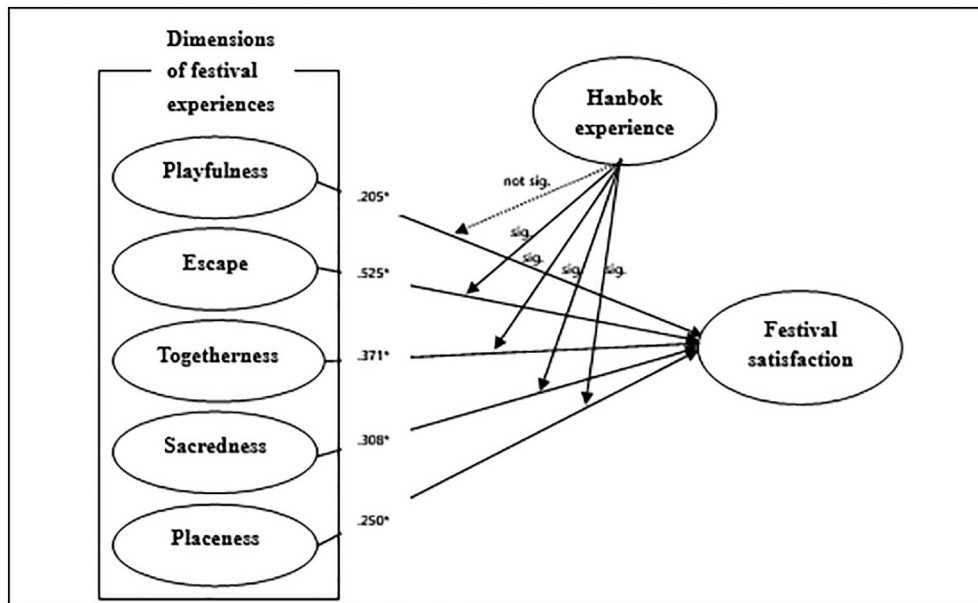 Dimensions
of festival
experiences
Hanbok
experience
Playfulness
not sig.
.205*
sig.
Escape
sig.
sig.
sig.
.525*
Festival
satisfaction
Togetherness
.371*
Sacredness
.308*
.250*
Placeness